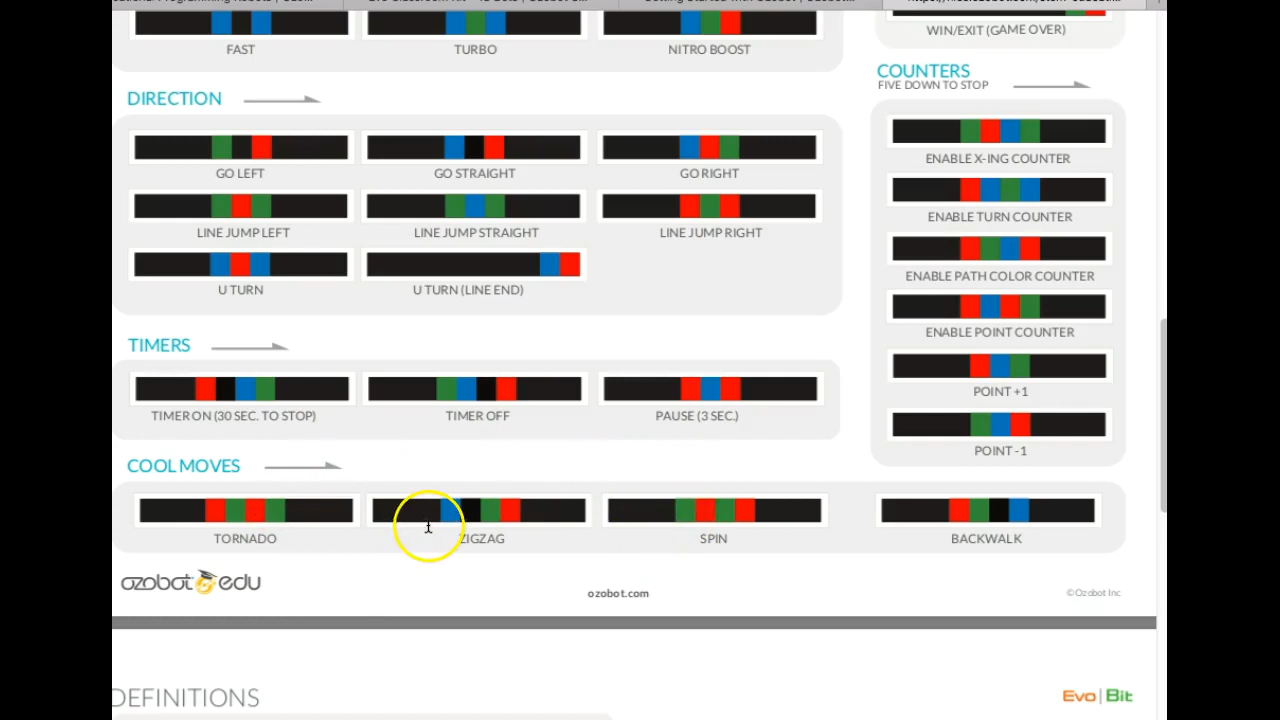 FAST
TURBO
NITRO BOOST
WIN/EXIT (GAME OVER)
DIRECTION
GO LEFT
GO STRAIGHT
GO RIGHT
LINE JUMP LEFT
LINE JUMP STRAIGHT
LINE JUMP RIGHT
U TURN
U TURN (LINE END)
COUNTERS
FIVE DOWN TO STOP
ENABLE X-ING COUNTER
ENABLE TURN COUNTER
ENABLE PATH COLOR COUNTER
ENABLE POINT COUNTER
POINT +1
POINT -1
TIMERS
TIMER ON (30 SEC. TO STOP)
TIMER OFF
PAUSE (3 SEC.)
COOL MOVES
TORNADO
ZIGZAG
SPIN
BACKWALK
ozobot edu
ozobot.com
© Ozobot Inc
DEFINITIONS
Evo | Bit